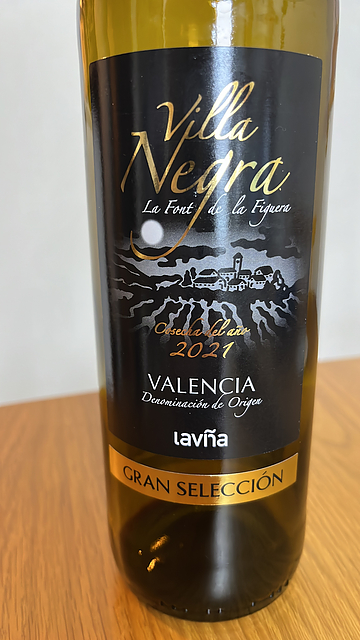 Villa
Negra
La Font de la Figuera
Cosecha del año
2021
VALENCIA
Denominación de Origen
laviña
GRAN SELECCIÓN